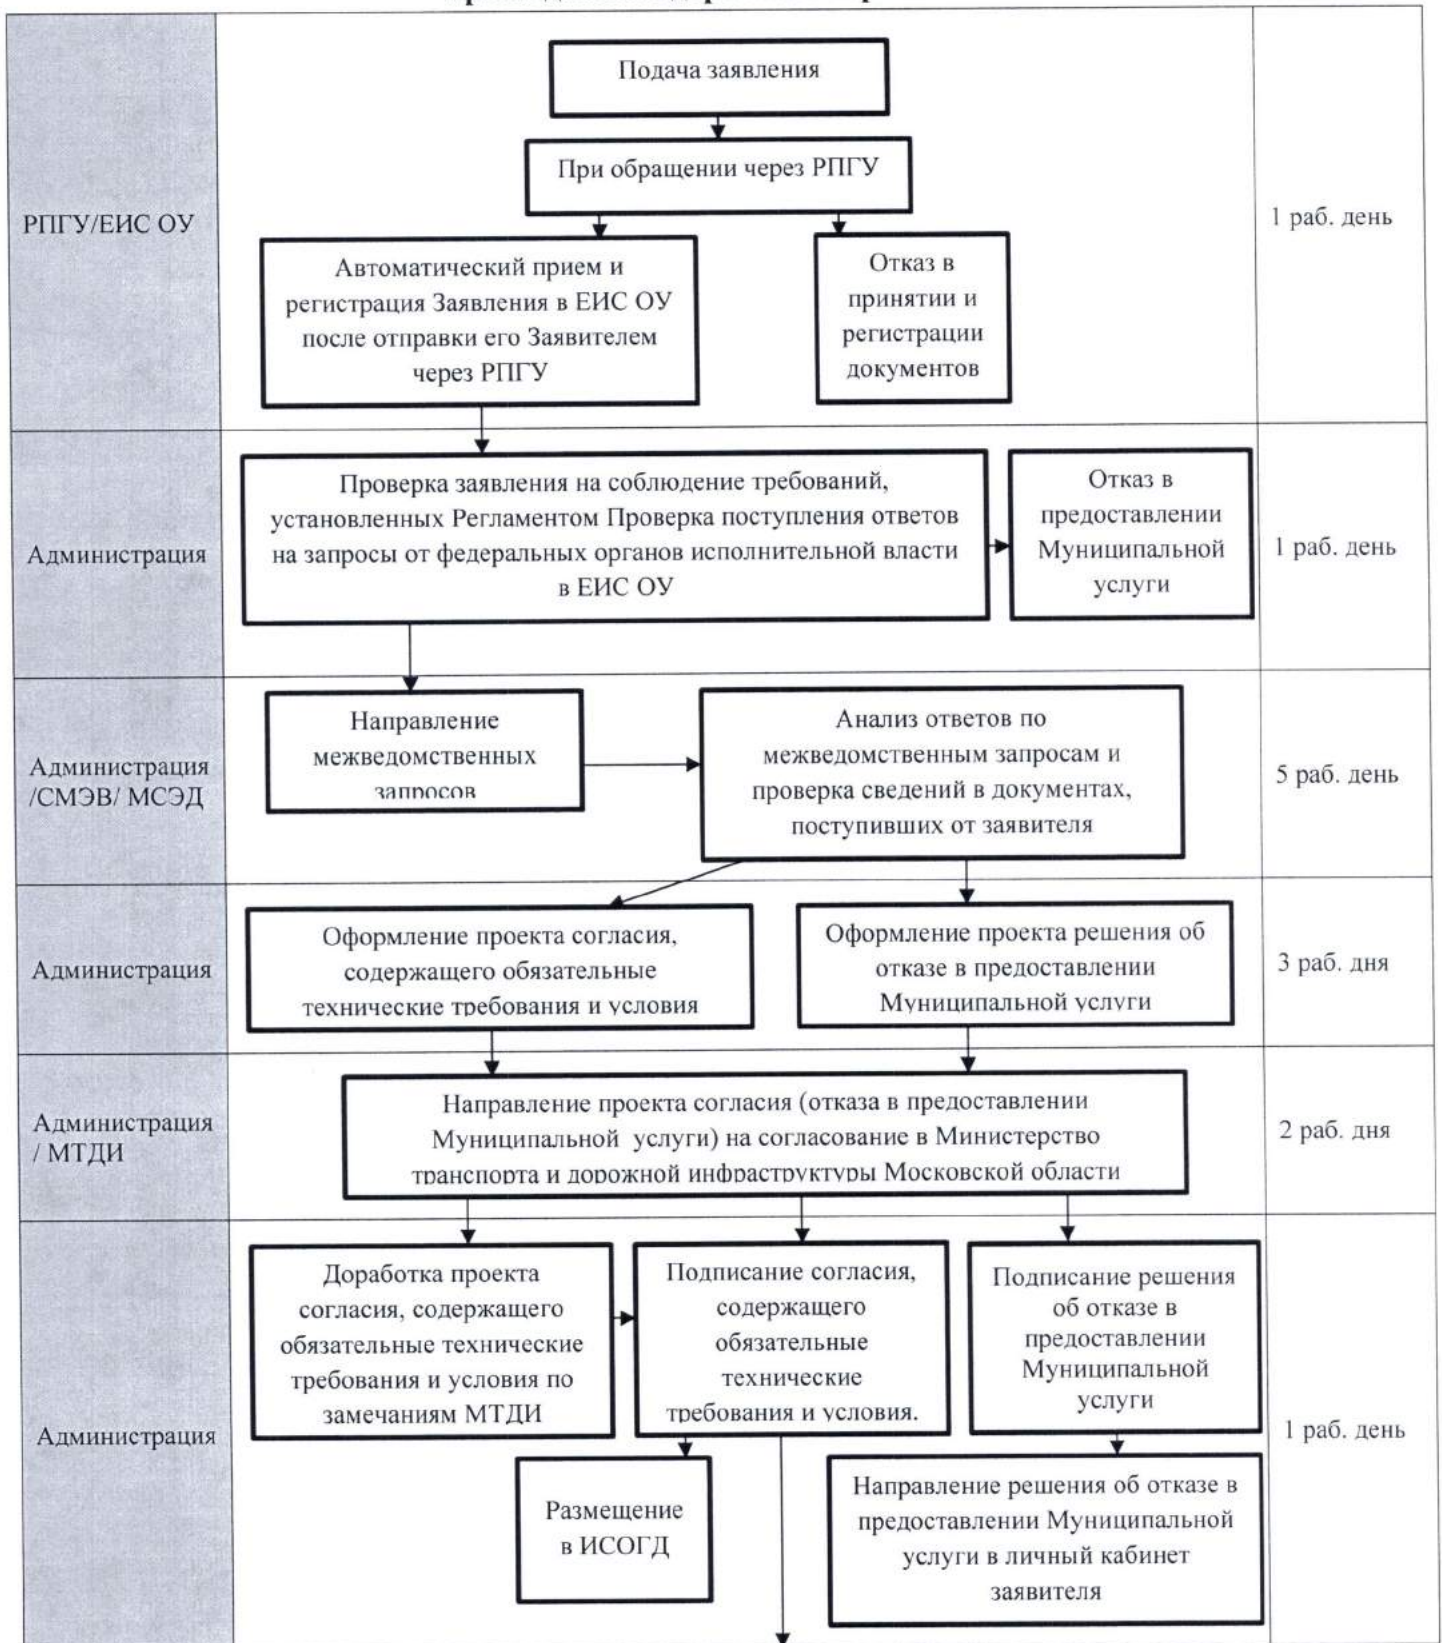 Подача заявления
При обращении через РПГУ
РПГУ/ЕИС ОУ
1 раб. день
Автоматический прием и
регистрация Заявления в ЕИС ОУ
после отправки его Заявителем
через РПГУ
Отказ в
принятии и
регистрации
документов
Администрация
Проверка заявления на соблюдение требований,
установленных Регламентом Проверка поступления ответов
на запросы от федеральных органов исполнительной власти
в ЕИС ОУ
Отказ в
предоставлении
Муниципальной
услуги
1 раб. день
Администрация
/СМЭВ/ МСЭД
Направление
межведомственных
запросов
Анализ ответов по
межведомственным запросам и
проверка сведений в документах,
поступивших от заявителя
5 раб. день
Администрация
Оформление проекта согласия,
содержащего обязательные
технические требования и условия
Оформление проекта решения об
отказе в предоставлении
Муниципальной услуги
3 раб. дня
Администрация
/ МТДИ
Направление проекта согласия (отказа в предоставлении
Муниципальной услуги) на согласование в Министерство
транспорта и дорожной инфраструктуры Московской области
2 раб. дня
Администрация
Доработка проекта
согласия, содержащего
обязательные технические
требования и условия по
замечаниям МТДИ
Подписание согласия,
содержащего
обязательные
технические
требования и условия.
Подписание решения
об отказе в
предоставлении
Муниципальной
услуги
1 раб. день
Размещение
в ИСОГД
Направление решения об отказе в
предоставлении Муниципальной
услуги в личный кабинет
заявителя